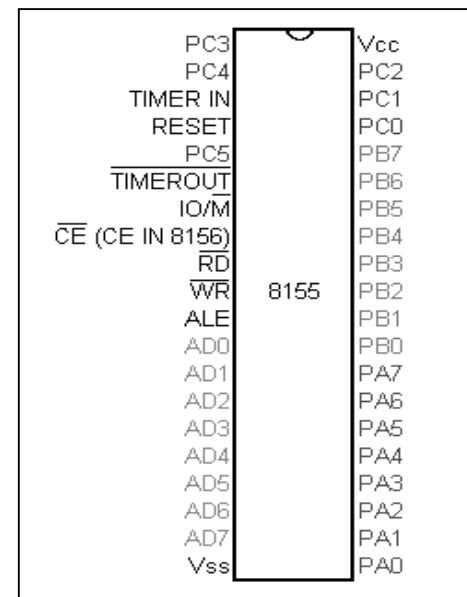 PC3 Vcc
PC4 PC2
TIMER IN PC1
RESET PC0
PC5 PB7
TIMEROUT PB6
IO/M PB5
CE (CE IN 8156) PB4
RD PB3
WR 8155 PB2
ALE PB1
AD0 PB0
AD1 PA7
AD2 PA6
AD3 PA5
AD4 PA4
AD5 PA3
AD6 PA2
AD7 PA1
Vss PA0